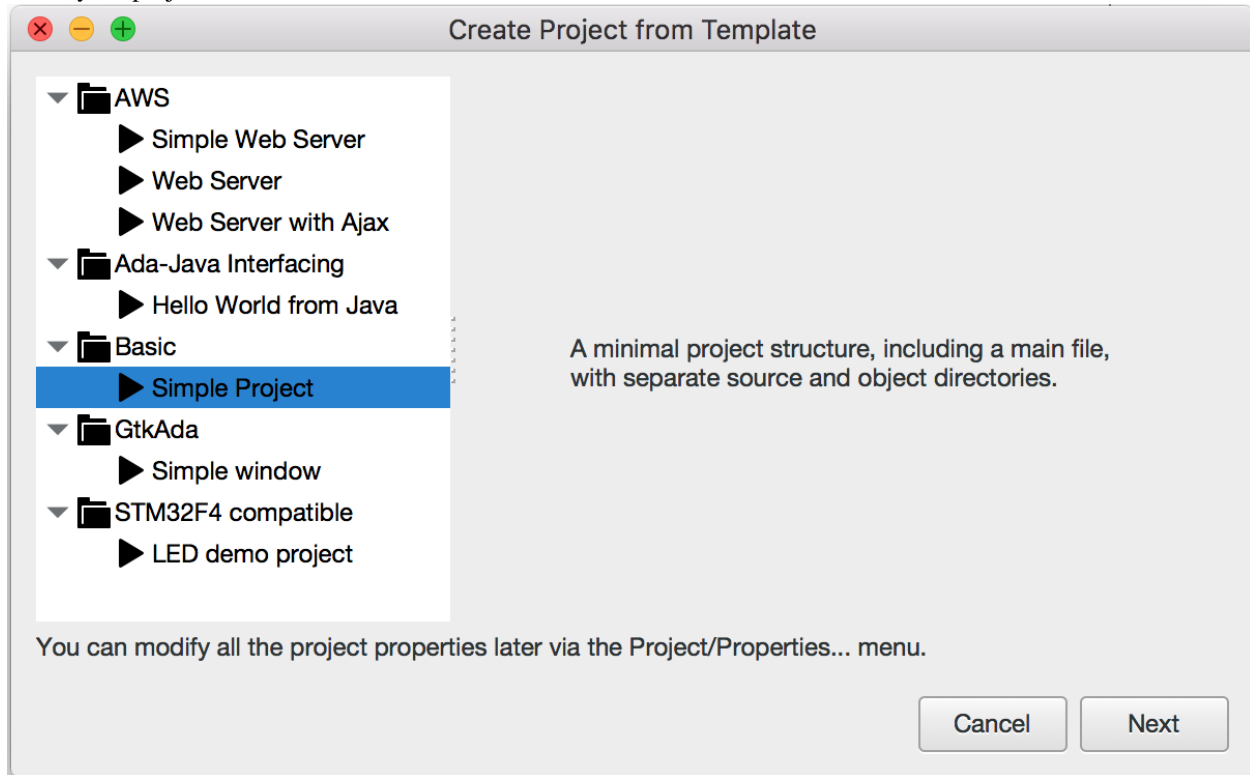 Create Project from Template
AWS
Simple Web Server
Web Server
Web Server with Ajax
Ada-Java Interfacing
Hello World from Java
Basic
Simple Project
GtkAda
Simple window
STM32F4 compatible
LED demo project
A minimal project structure, including a main file,
with separate source and object directories.
You can modify all the project properties later via the Project/Properties... menu.
Cancel
Next